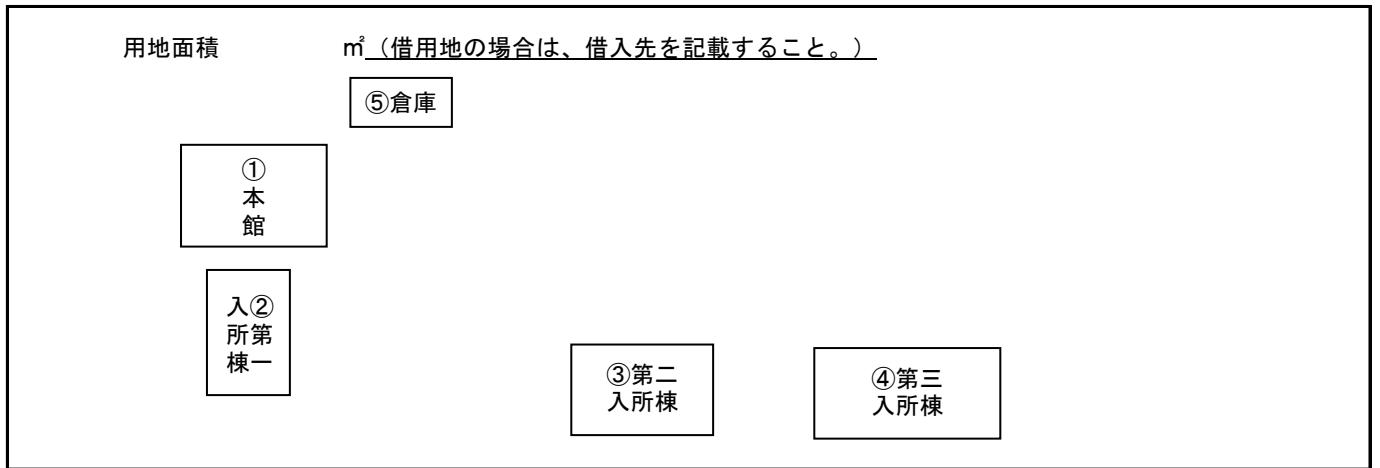 用地面積　　　　　㎡（借用地の場合は、借入先を記載すること。）
⑤倉庫
①
本
館
②第一
入所棟
③第二
入所棟
④第三
入所棟